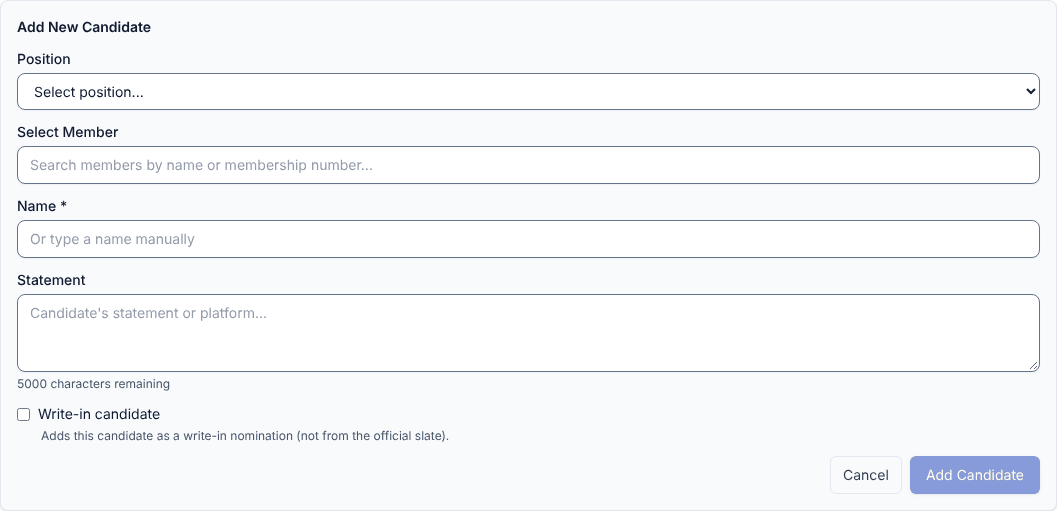 Add New Candidate
Position
Select position...
Select Member
Search members by name or membership number...
Name *
Or type a name manually
Statement
Candidate's statement or platform...
5000 characters remaining
Write-in candidate
Adds this candidate as a write-in nomination (not from the official slate).
Cancel
Add Candidate